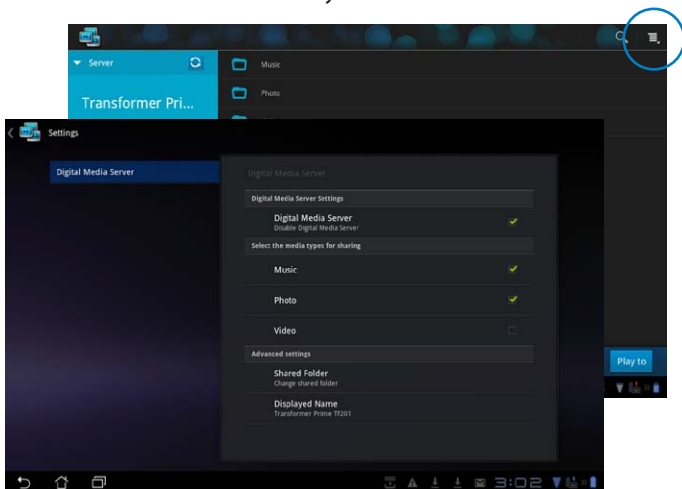 Server
Music
Transformer Pri...
Photo
Settings
Digital Media Server
Digital Media Server
Digital Media Server Settings
Digital Media Server
Disable Digital Media Server
Select the media types for sharing
Music
Photo
Video
Advanced settings
Shared Folder
Change shared folder
Displayed Name
Transformer Prime TF201
Play to
3:02